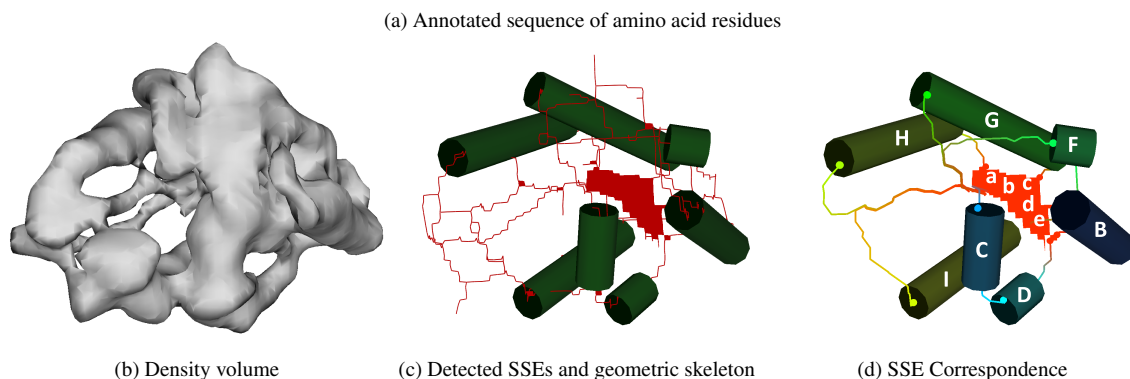 (a) Annotated sequence of amino acid residues
G
H
F
a
b
c
d
e
B
C
I
D
(b) Density volume
(c) Detected SSEs and geometric skeleton
(d) SSE Correspondence